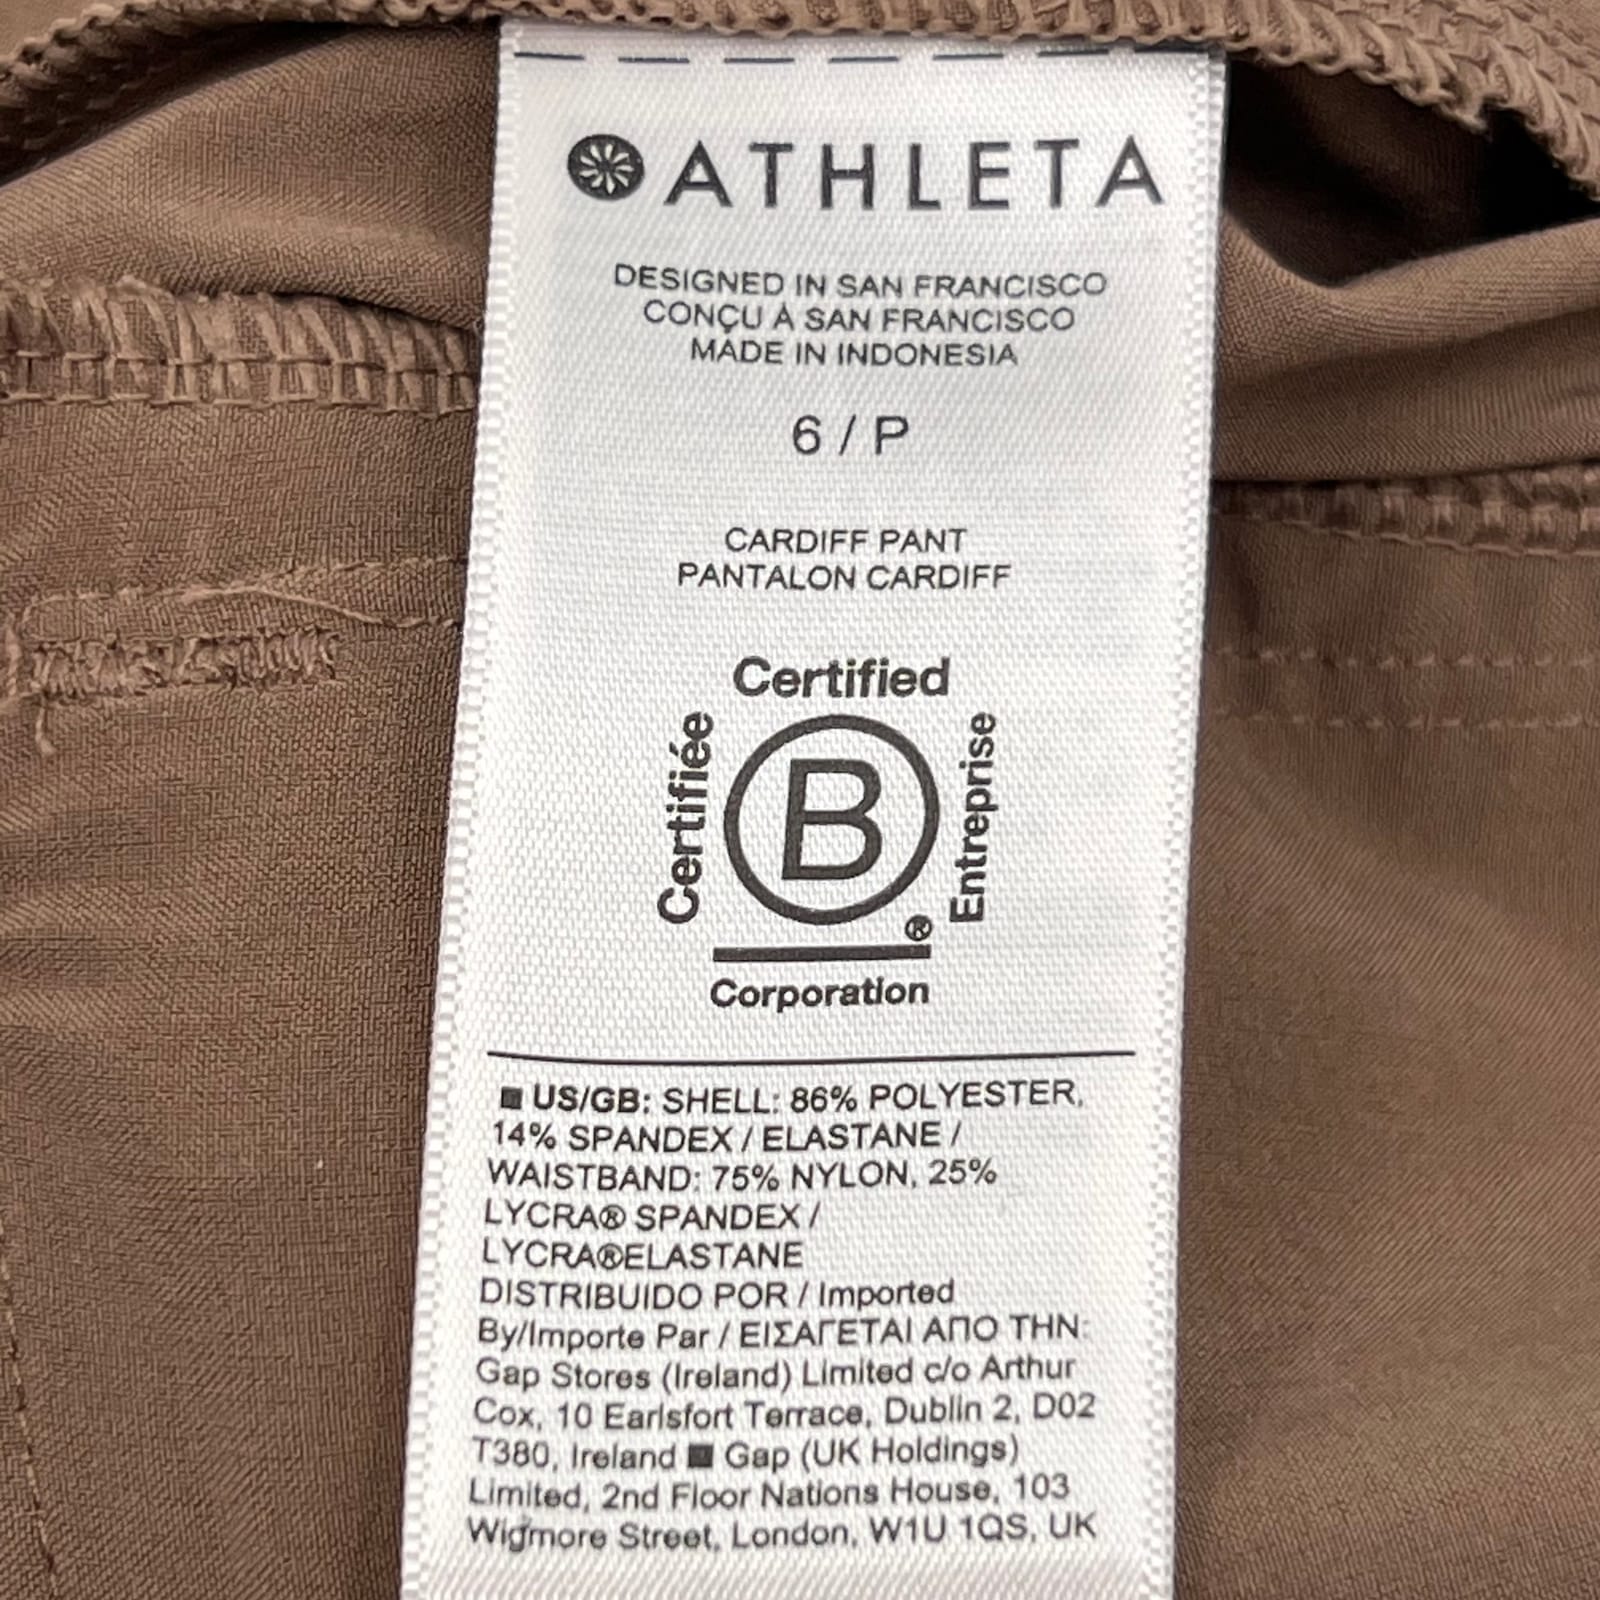 ATHLETA
DESIGNED IN SAN FRANCISCO
CONÇU À SAN FRANCISCO
MADE IN INDONESIA
6 / P
CARDIFF PANT
PANTALON CARDIFF
Certified
Certifiée
B
Entreprise
®
Corporation
■ US/GB: SHELL: 86% POLYESTER,
14% SPANDEX / ELASTANE /
WAISTBAND: 75% NYLON, 25%
LYCRA® SPANDEX /
LYCRA®ELASTANE
DISTRIBUIDO POR / Imported
By/Importe Par / ΕΙΣΑΓΕΤΑΙ ΑΠΟ ΤΗΝ:
Gap Stores (Ireland) Limited c/o Arthur
Cox, 10 Earlsfort Terrace, Dublin 2, D02
T380, Ireland ■ Gap (UK Holdings)
Limited, 2nd Floor Nations House, 103
Wigmore Street, London, W1U 1QS, UK